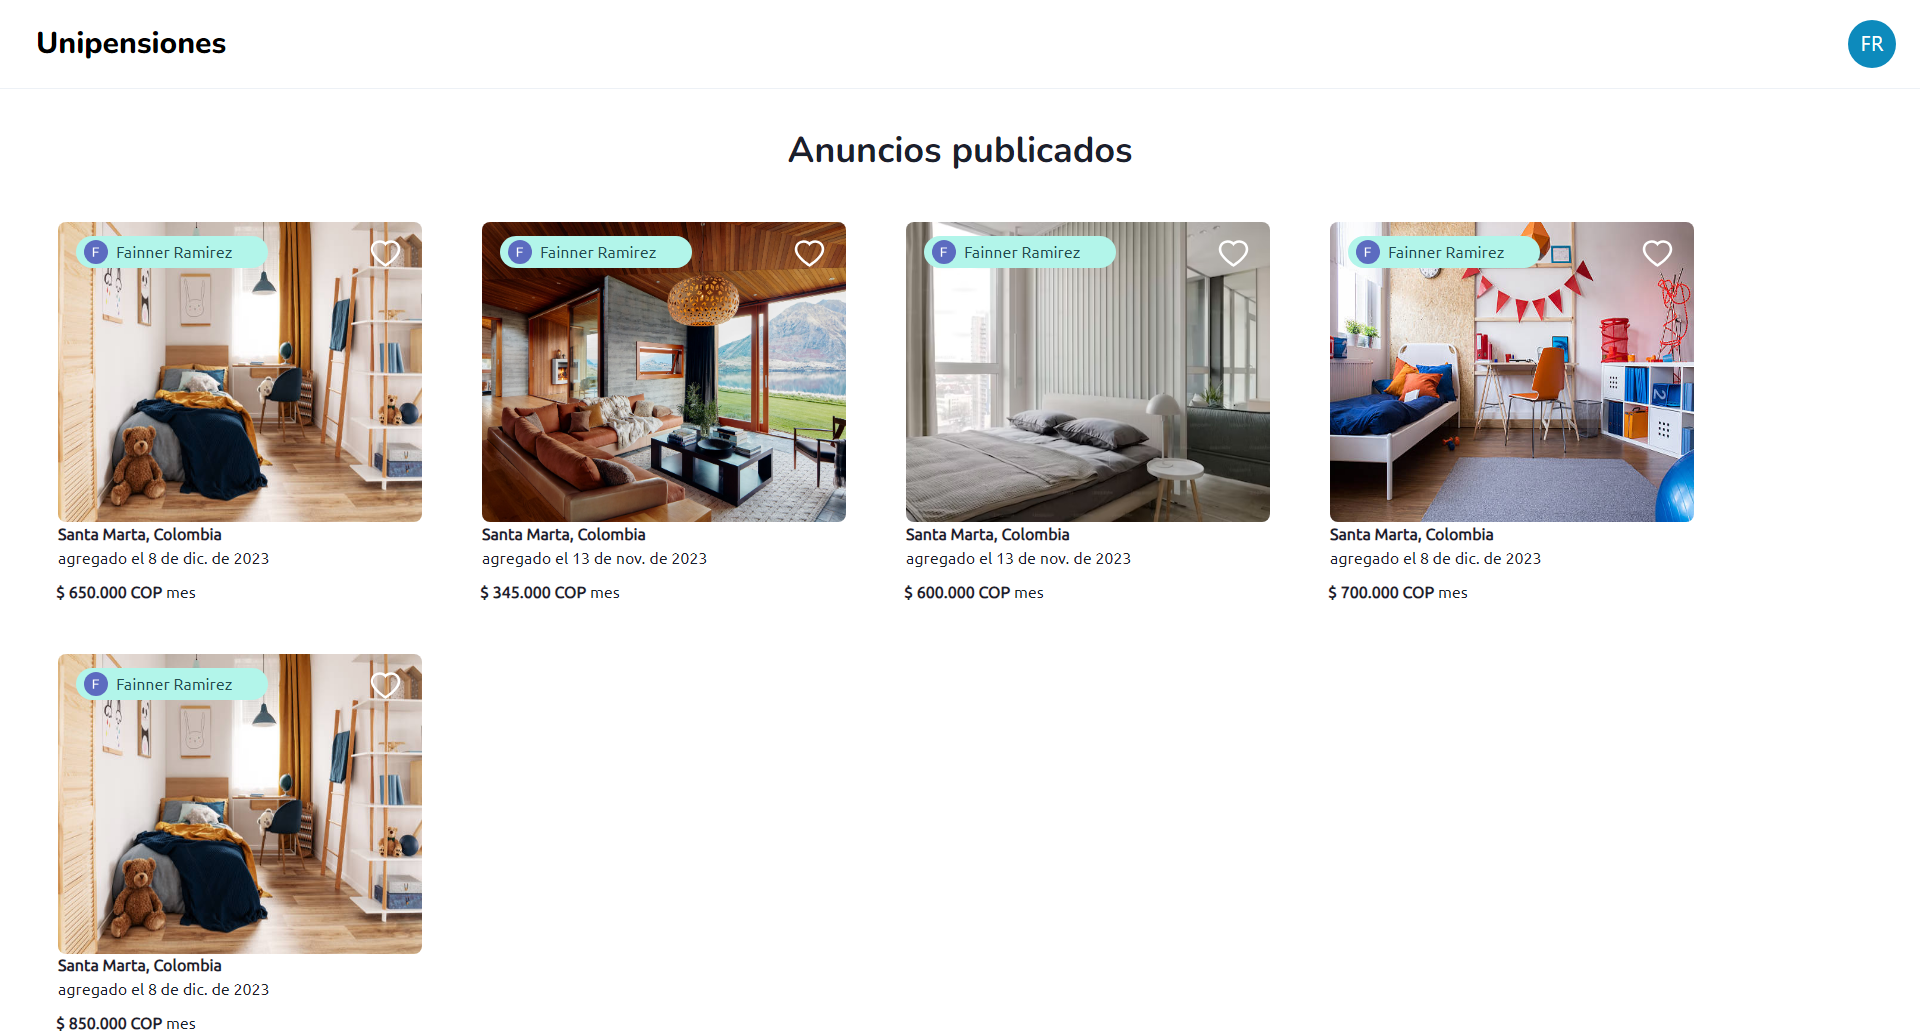 Unipensiones
FR
Anuncios publicados
F Fainner Ramirez
Santa Marta, Colombia
agregado el 8 de dic. de 2023
$ 650.000 COP mes
F Fainner Ramirez
Santa Marta, Colombia
agregado el 13 de nov. de 2023
$ 345.000 COP mes
F Fainner Ramirez
Santa Marta, Colombia
agregado el 13 de nov. de 2023
$ 600.000 COP mes
F Fainner Ramirez
2
Santa Marta, Colombia
agregado el 8 de dic. de 2023
$ 700.000 COP mes
F Fainner Ramirez
Santa Marta, Colombia
agregado el 8 de dic. de 2023
$ 850.000 COP mes